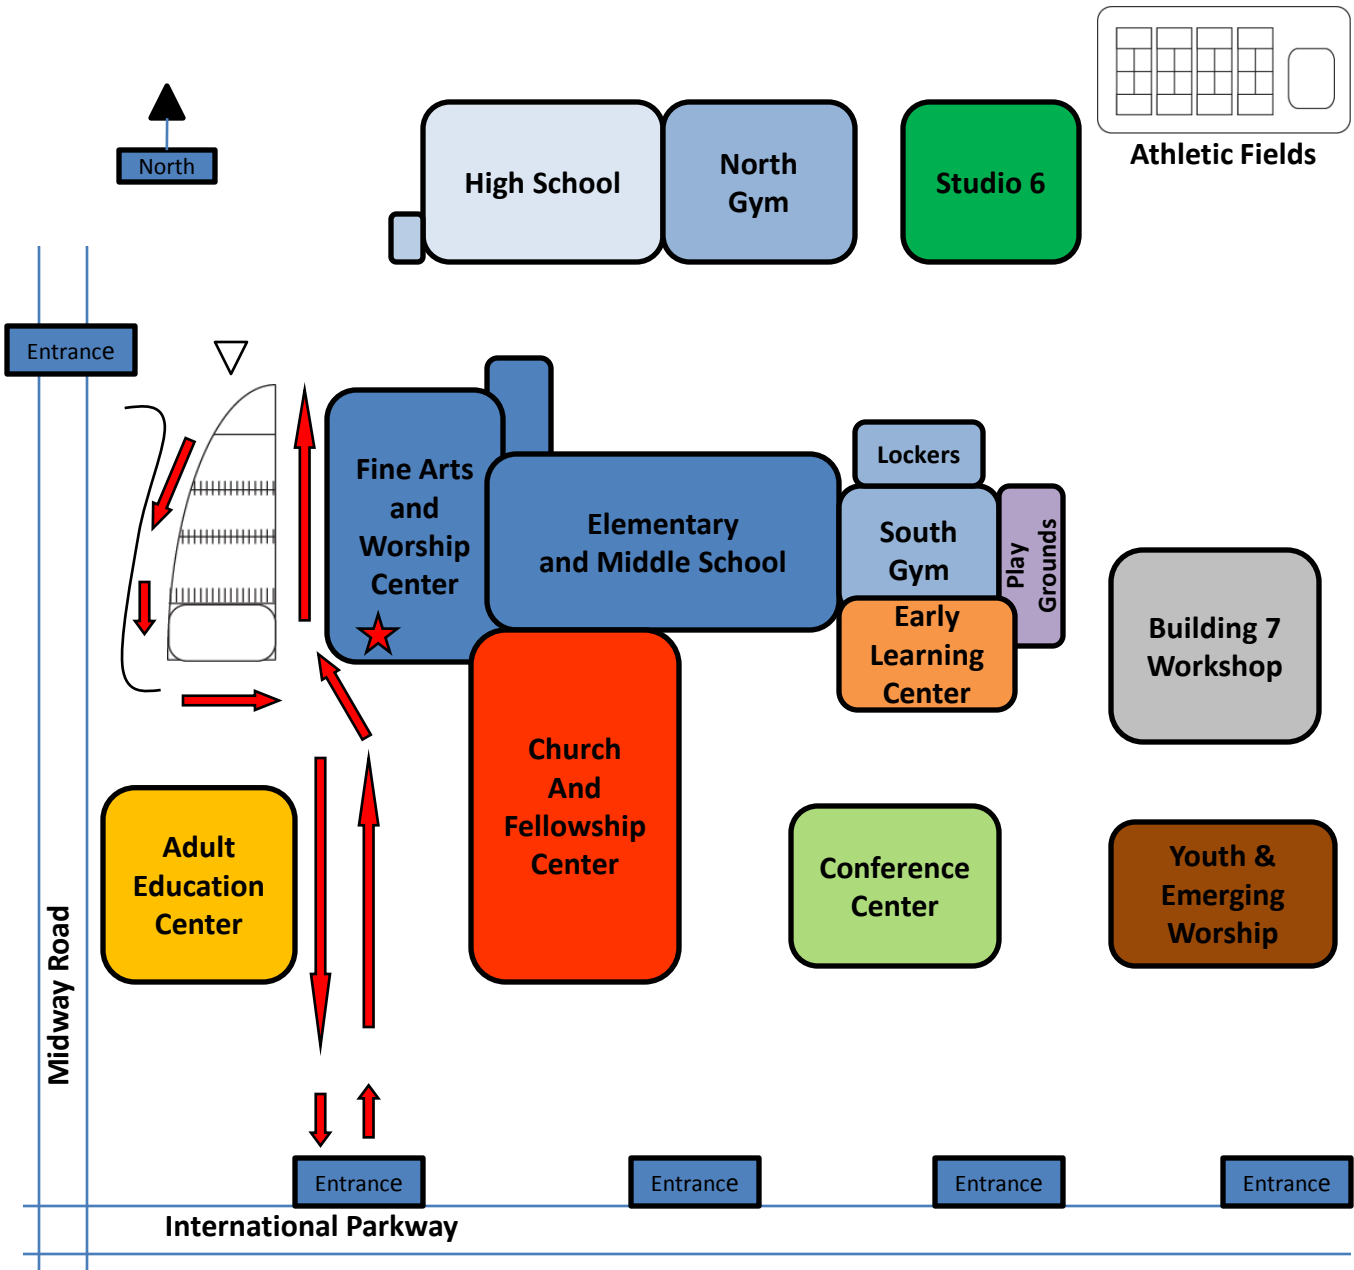 Athletic Fields
North
High School
North
Gym
Studio 6
Entrance
Fine Arts
and
Worship
Center
Elementary
and Middle School
Lockers
South
Gym
Play
Grounds
Early
Learning
Center
Building 7
Workshop
Church
And
Fellowship
Center
Adult
Education
Center
Conference
Center
Youth &
Emerging
Worship
Midway Road
Entrance
Entrance
Entrance
Entrance
International Parkway